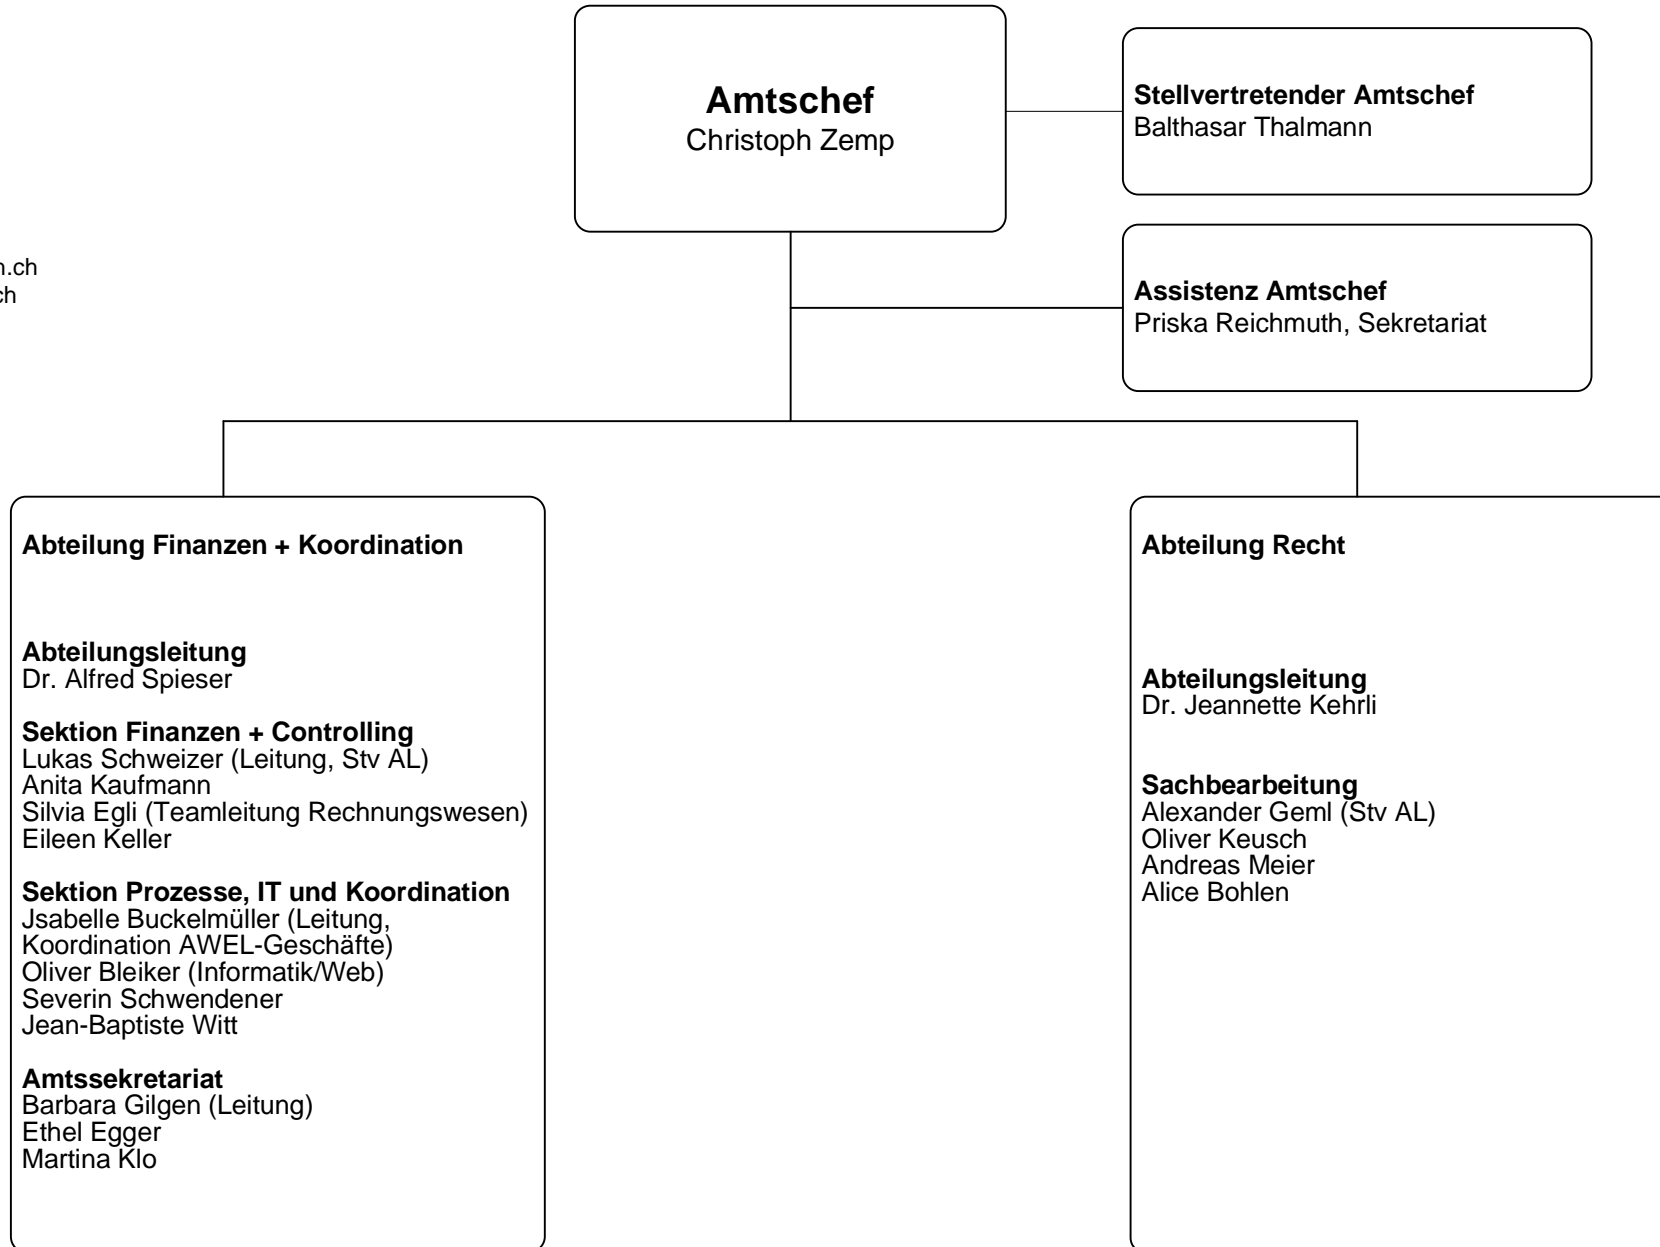 Amtschef
Christoph Zemp
Stellvertretender Amtschef
Balthasar Thalmann
n.ch
ch
Assistenz Amtschef
Priska Reichmuth, Sekretariat
Abteilung Finanzen + Koordination
Abteilungsleitung
Dr. Alfred Spieser
Sektion Finanzen + Controlling
Lukas Schweizer (Leitung, Stv AL)
Anita Kaufmann
Silvia Egli (Teamleitung Rechnungswesen)
Eileen Keller
Sektion Prozesse, IT und Koordination
Jsabelle Buckelmüller (Leitung,
Koordination AWEL-Geschäfte)
Oliver Bleiker (Informatik/Web)
Severin Schwendener
Jean-Baptiste Witt
Amtssekretariat
Barbara Gilgen (Leitung)
Ethel Egger
Martina Klo
Abteilung Recht
Abteilungsleitung
Dr. Jeannette Kehrli
Sachbearbeitung
Alexander Geml (Stv AL)
Oliver Keusch
Andreas Meier
Alice Bohlen